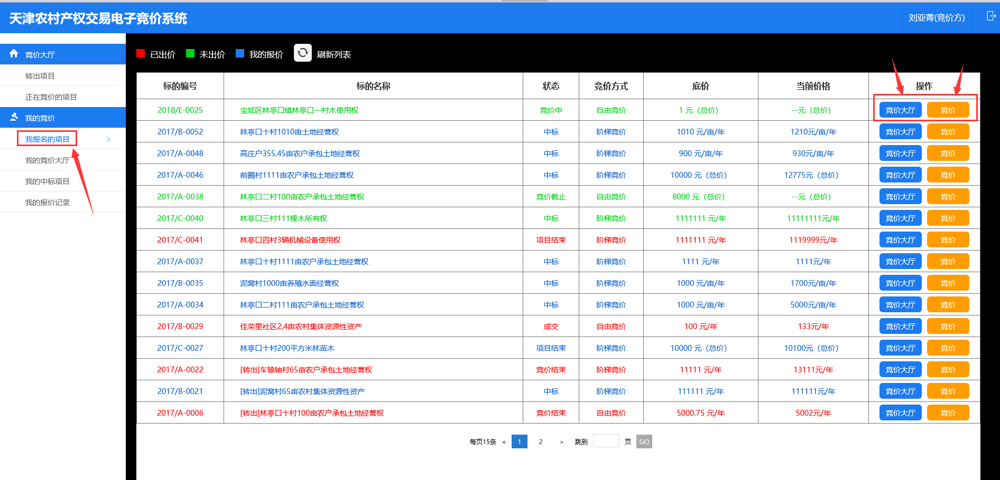 天津农村产权交易电子竞价系统
刘亚菁(竞价方)
竞价大厅
转出项目
正在竞价的项目
我的竞价
我报名的项目
我的竞价大厅
我的中标项目
我的报价记录
已出价 未出价 我的报价 刷新列表
标的编号 标的名称 状态 竞价方式 底价 当前价格 操作
2018/E-0025 宝坻区林亭口镇林亭口一村木使用权 竞价中 自由竞价 1 元（总价） --元（总价） 竞价大厅 竞价
2017/B-0052 林亭口十村1010亩土地经营权 中标 阶梯竞价 1010 元/亩/年 1210元/亩/年 竞价大厅 竞价
2017/A-0048 高庄户355.45亩农户承包土地经营权 中标 阶梯竞价 900 元/亩/年 930元/亩/年 竞价大厅 竞价
2017/A-0046 前圈村1111亩农户承包土地经营权 中标 阶梯竞价 10000 元（总价） 12775元（总价） 竞价大厅 竞价
2017/A-0038 林亭口二村100亩农户承包土地经营权 竞价截止 自由竞价 8000 元（总价） --元（总价） 竞价大厅 竞价
2017/C-0040 林亭口三村111棵木所有权 中标 阶梯竞价 1111111 元/年 11111111元/年 竞价大厅 竞价
2017/C-0041 林亭口四村3辆机械设备使用权 项目结束 阶梯竞价 1111111 元/年 1119999元/年 竞价大厅 竞价
2017/A-0037 林亭口十村1111亩农户承包土地经营权 中标 阶梯竞价 1111 元/年 1111元/年 竞价大厅 竞价
2017/B-0035 泥窝村1000亩养殖水面经营权 中标 阶梯竞价 1000 元/亩/年 1700元/亩/年 竞价大厅 竞价
2017/A-0034 林亭口二村111亩农户承包土地经营权 中标 阶梯竞价 1000 元/亩/年 5000元/亩/年 竞价大厅 竞价
2017/B-0029 佳荣里社区2.4亩农村集体资源性资产 成交 自由竞价 100 元/年 133元/年 竞价大厅 竞价
2017/C-0027 林亭口十村200平方米林苗木 项目结束 阶梯竞价 10000 元（总价） 10100元（总价） 竞价大厅 竞价
2017/A-0022 [转出]车辕轴村65亩农户承包土地经营权 竞价结束 阶梯竞价 11111 元/年 13111元/年 竞价大厅 竞价
2017/B-0021 [转出]泥窝村65亩农村集体资源性资产 中标 阶梯竞价 111111 元/年 111111元/年 竞价大厅 竞价
2017/A-0006 [转出]林亭口十村100亩农户承包土地经营权 竞价结束 自由竞价 5000.75 元/年 5002元/年 竞价大厅 竞价
每页15条 < 1 2 > 跳到 页 GO